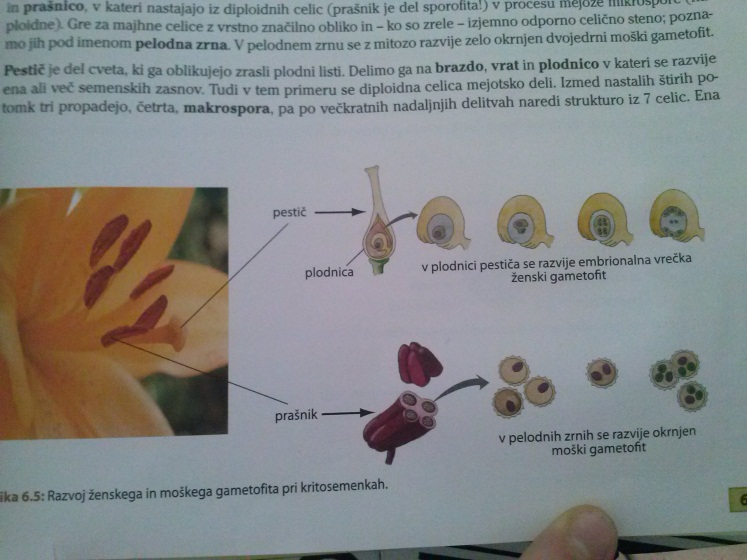 in prašnico, v kateri nastajajo iz diploidnih celic (prašnik je del sporofita!) v procesu mejoze mikrospore
ploidne). Gre za majhne celice z vrstno značilno obliko in – ko so zrele – izjemno odporno celično steno; pozna-
mo jih pod imenom pelodna zrna. V pelodnem zrnu se z mitozo razvije zelo okrnjen dvojedrni moški gametofit.
Pestič je del cveta, ki ga oblikujejo zrasli plodni listi. Delimo ga na brazdo, vrat in plodnico v kateri se razvije
ena ali več semenskih zasnov. Tudi v tem primeru se diploidna celica mejotsko deli. Izmed nastalih štirih po-
tomk tri propadejo, četrta, makrospora, pa po večkratnih nadaljnjih delitvah naredi strukturo iz 7 celic. Ena
pestič
plodnica
v plodnici pestiča se razvije embrionalna vrečka
ženski gametofit
prašnik
v pelodnih zrnih se razvije okrnjen
moški gametofit
ika 6.5: Razvoj ženskega in moškega gametofita pri kritosemenkah.
6